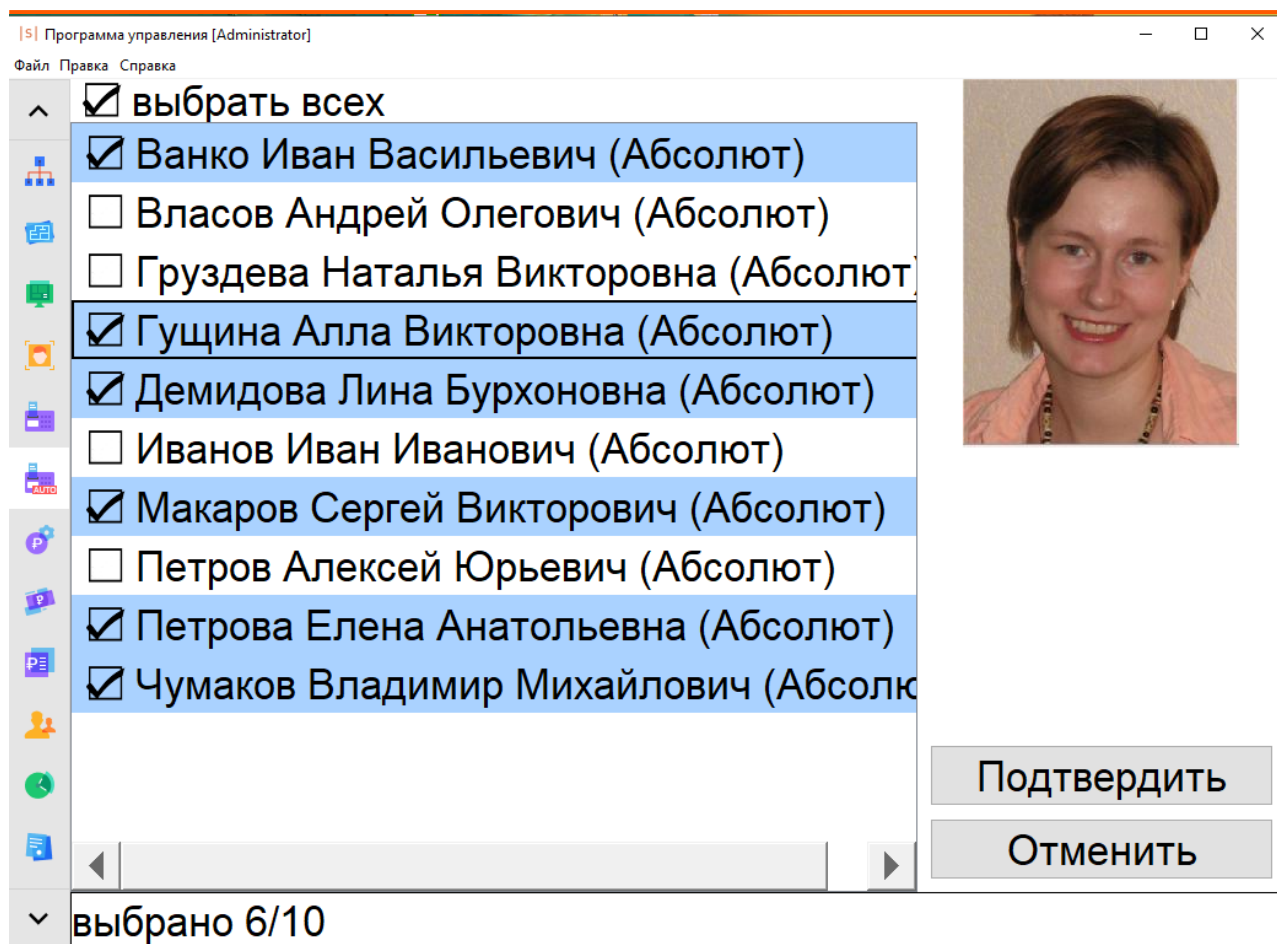 |S| Программа управления [Administrator]
Файл Правка Справка
выбрать всех
Ванко Иван Васильевич (Абсолют)
Власов Андрей Олегович (Абсолют)
Груздева Наталья Викторовна (Абсолют)
Гущина Алла Викторовна (Абсолют)
Демидова Лина Бурхоновна (Абсолют)
Иванов Иван Иванович (Абсолют)
Макаров Сергей Викторович (Абсолют)
Петров Алексей Юрьевич (Абсолют)
Петрова Елена Анатольевна (Абсолют)
Чумаков Владимир Михайлович (Абсолю
AUTO
Подтвердить
Отменить
выбрано 6/10